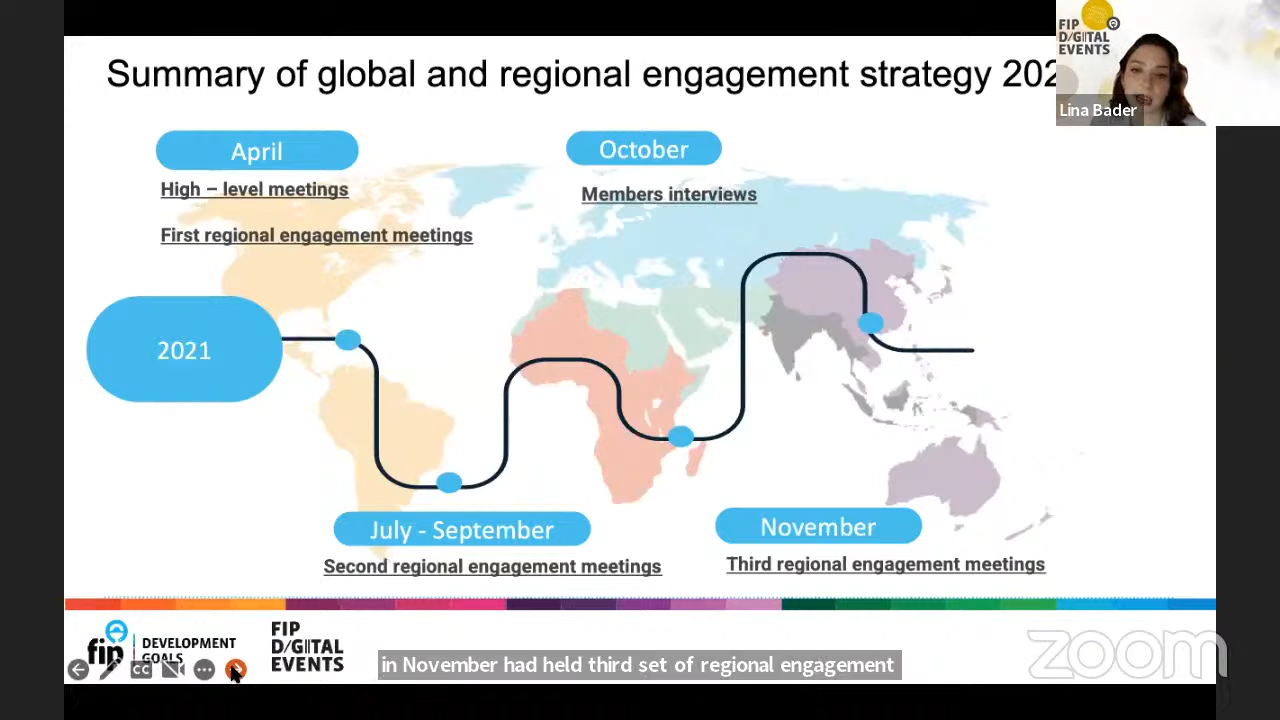 Summary of global and regional engagement strategy 202
FIP
D/G/TAL
EVENTS
Lina Bader
April
High – level meetings
First regional engagement meetings
October
Members interviews
2021
July - September
Second regional engagement meetings
November
Third regional engagement meetings
fip
DEVELOPMENT
GOALS
FIP
D/G/TAL
EVENTS
CC
in November had held third set of regional engagement
zoom